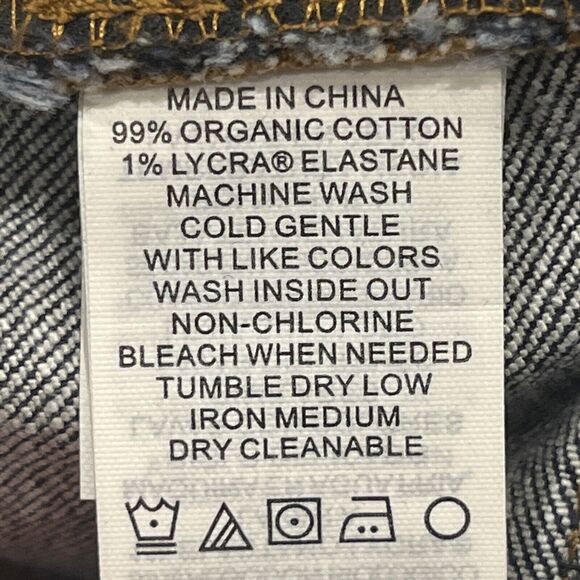 MADE IN CHINA
99% ORGANIC COTTON
1% LYCRA® ELASTANE
MACHINE WASH
COLD GENTLE
WITH LIKE COLORS
WASH INSIDE OUT
NON-CHLORINE
BLEACH WHEN NEEDED
TUMBLE DRY LOW
IRON MEDIUM
DRY CLEANABLE